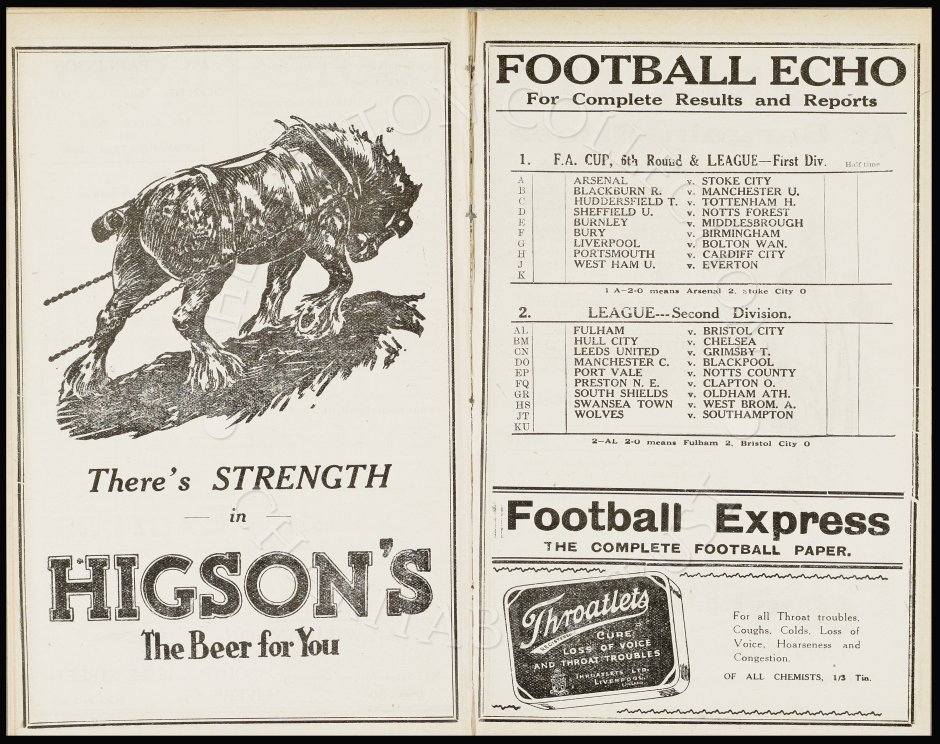 There's STRENGTH
in
HIGSON'S
The Beer for You
FOOTBALL ECHO
For Complete Results and Reports
1. F.A. CUP, 6th Round & LEAGUE—First Div. Half-time
A ARSENAL v. STOKE CITY
B BLACKBURN R. v. MANCHESTER U.
C HUDDERSFIELD T. v. TOTTENHAM H.
D SHEFFIELD U. v. NOTTS FOREST
E BURNLEY v. MIDDLESBROUGH
F BURY v. BIRMINGHAM
G LIVERPOOL v. BOLTON WAN.
H PORTSMOUTH v. CARDIFF CITY
J WEST HAM U. v. EVERTON
K
1 A—2-0 means Arsenal 2, Stoke City 0
2. LEAGUE---Second Division.
AL FULHAM v. BRISTOL CITY
BM HULL CITY v. CHELSEA
CN LEEDS UNITED v. GRIMSBY T.
DO MANCHESTER C. v. BLACKPOOL
EP PORT VALE v. NOTTS COUNTY
FQ PRESTON N. E. v. CLAPTON O.
GR SOUTH SHIELDS v. OLDHAM ATH.
HS SWANSEA TOWN v. WEST BROM. A.
JT WOLVES v. SOUTHAMPTON
KU
2—AL 2-0 means Fulham 2, Bristol City 0
Football Express
THE COMPLETE FOOTBALL PAPER.
Throatlets
CURE
LOSS OF VOICE
AND THROAT TROUBLES
THROATLETS LTD.
LIVERPOOL.
For all Throat troubles,
Coughs, Colds, Loss of
Voice, Hoarseness and
Congestion.
OF ALL CHEMISTS, 1/3 Tin.